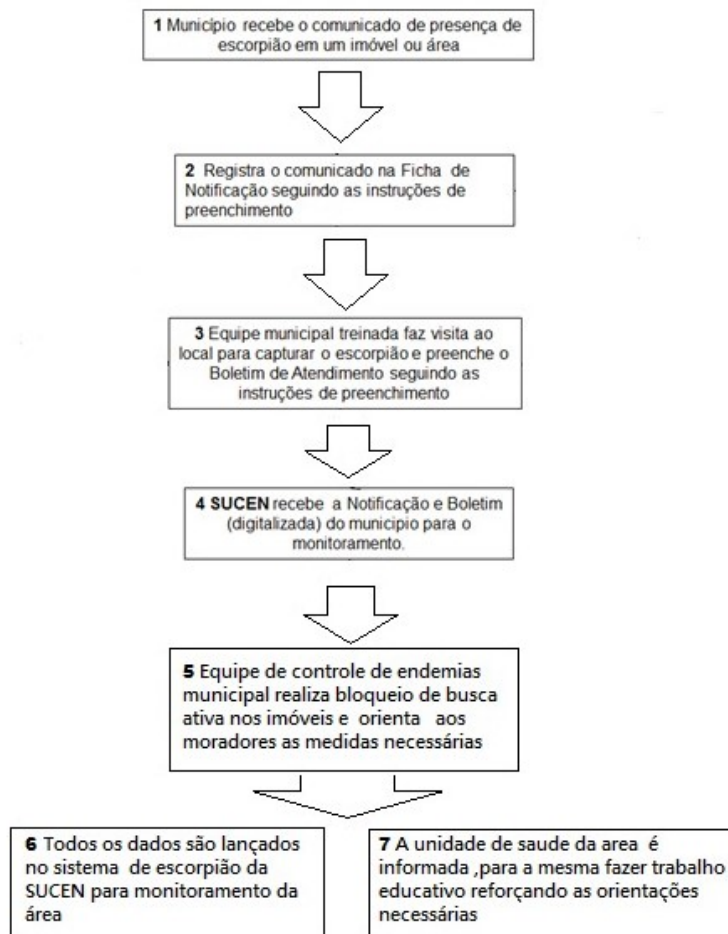 1 Município recebe o comunicado de presença de
escorpião em um imóvel ou área
2 Registra o comunicado na Ficha de
Notificação seguindo as instruções de
preenchimento
3 Equipe municipal treinada faz visita ao
local para capturar o escorpião e preenche o
Boletim de Atendimento seguindo as
instruções de preenchimento
4 SUCEN recebe a Notificação e Boletim
(digitalizada) do municipio para o
monitoramento.
5 Equipe de controle de endemias
municipal realiza bloqueio de busca
ativa nos imóveis e orienta aos
moradores as medidas necessárias
6 Todos os dados são lançados
no sistema de escorpião da
SUCEN para monitoramento da
área
7 A unidade de saude da area é
informada ,para a mesma fazer trabalho
educativo reforçando as orientações
necessárias